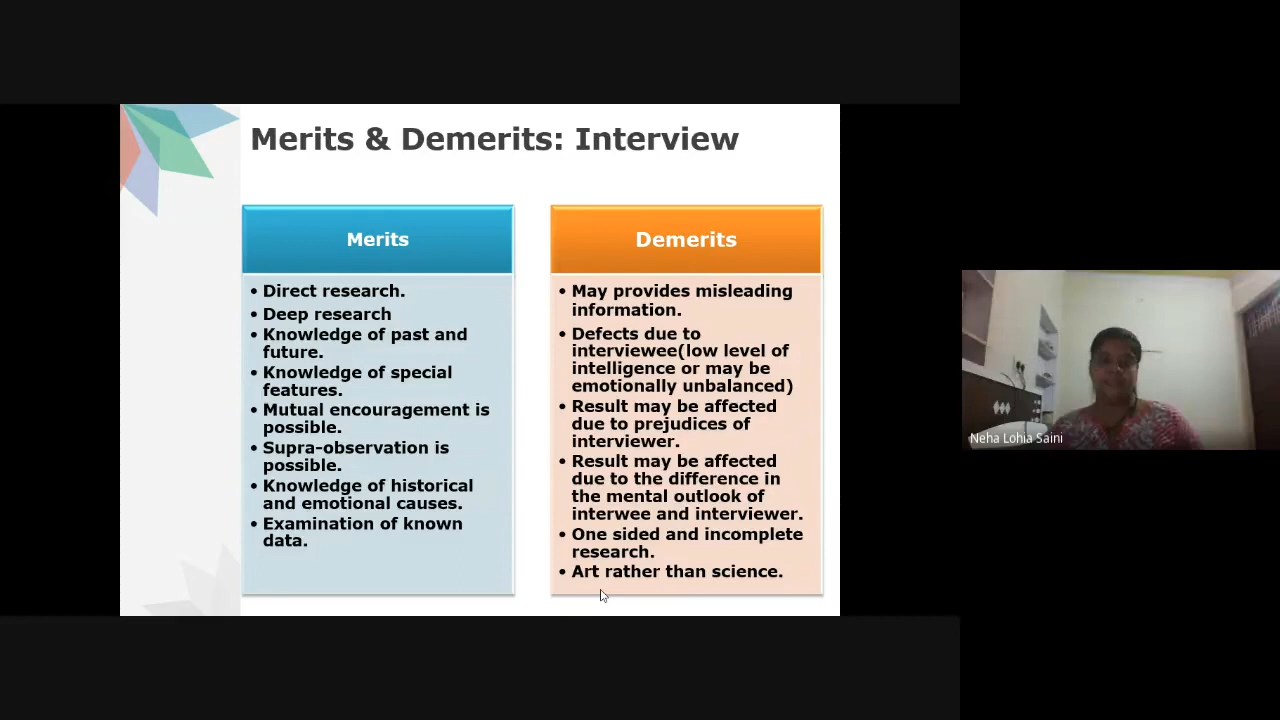 Merits & Demerits: Interview
Merits
• Direct research.
• Deep research
• Knowledge of past and
future.
• Knowledge of special
features.
• Mutual encouragement is
possible.
• Supra-observation is
possible.
• Knowledge of historical
and emotional causes.
• Examination of known
data.
Demerits
• May provides misleading
information.
• Defects due to
interviewee(low level of
intelligence or may be
emotionally unbalanced)
• Result may be affected
due to prejudices of
interviewer.
• Result may be affected
due to the difference in
the mental outlook of
interwee and interviewer.
• One sided and incomplete
research.
• Art rather than science.
Neha Lohia Saini